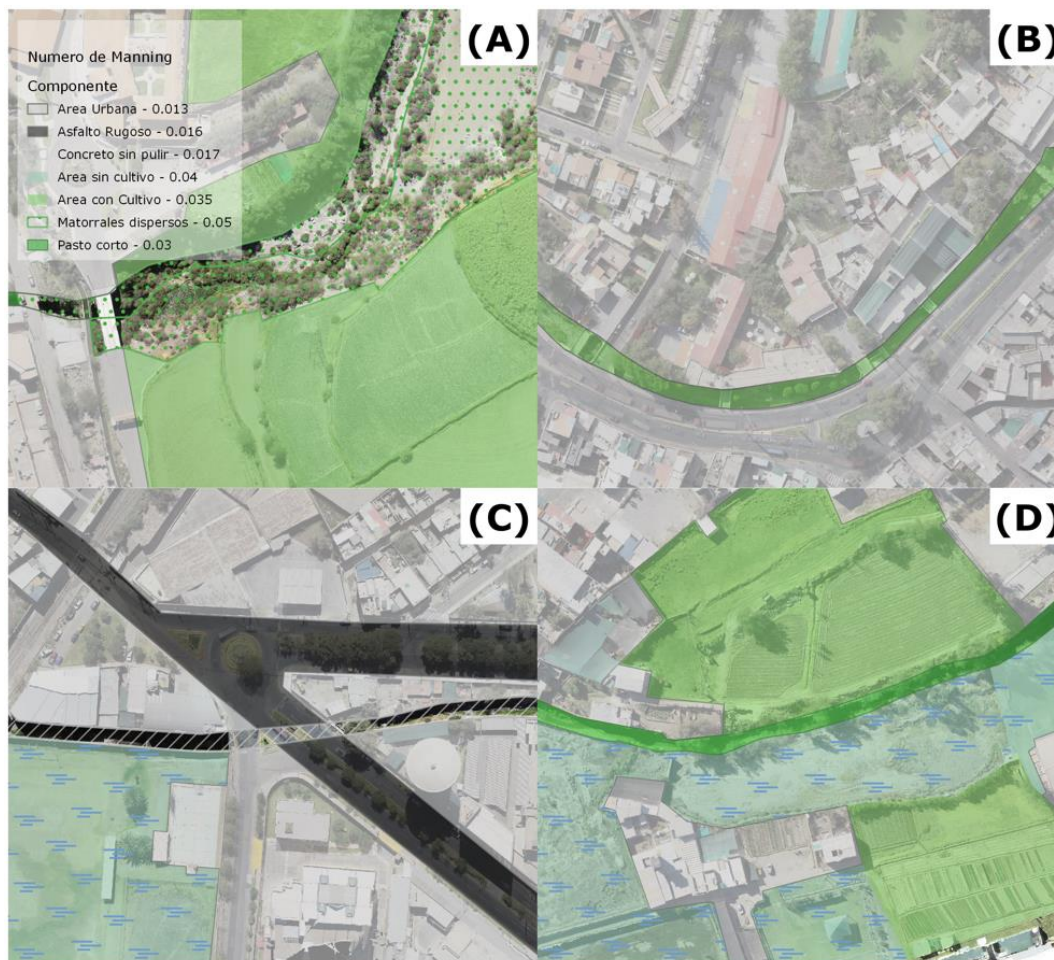 (A)
(B)
Numero de Manning
Componente
Area Urbana - 0.013
Asfalto Rugoso - 0.016
Concreto sin pulir - 0.017
Area sin cultivo - 0.04
Area con Cultivo - 0.035
Matorrales dispersos - 0.05
Pasto corto - 0.03
(C)
(D)